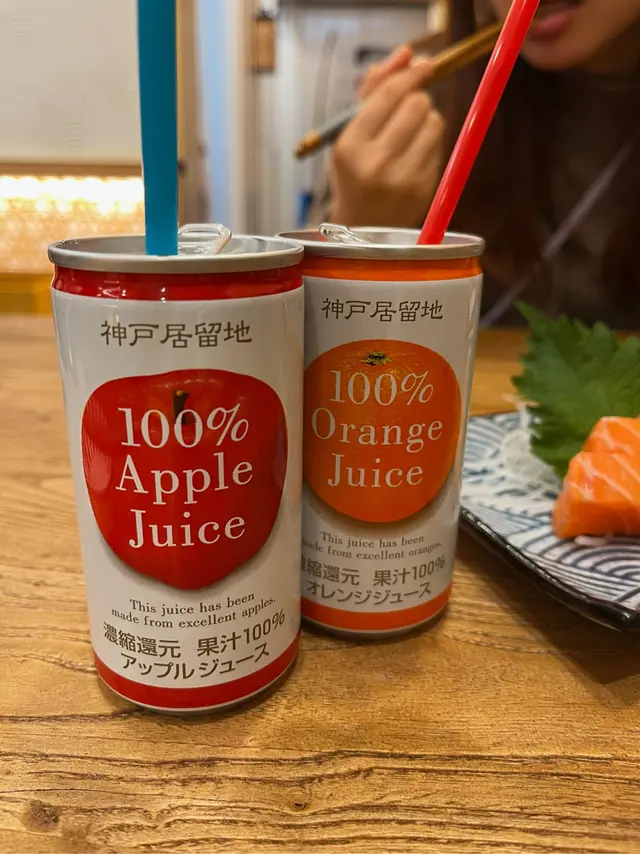 神戸居留地
100%
Apple
Juice
This juice has been
made from excellent apples.
濃縮還元 果汁100%
アップルジュース
神戸居留地
100%
Orange
Juice
This juice has been
made from excellent oranges.
縮還元 果汁100%
オレンジジュース